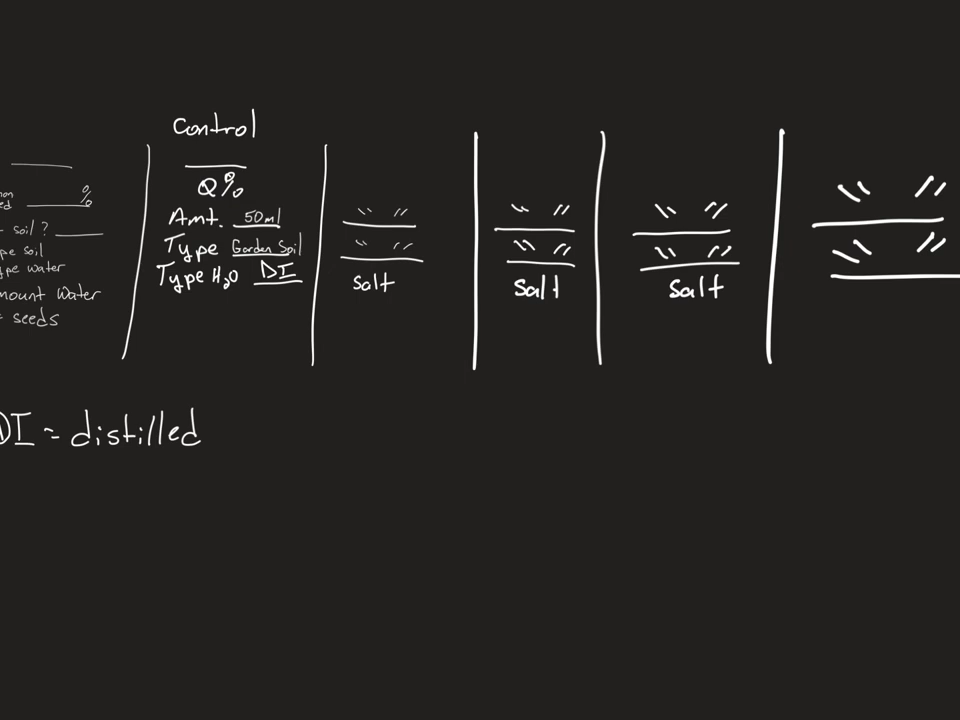 Control
%
Q%
soil?
Amt. 50ml
pe soil
Type Garden Soil
pe water
Type H₂O DI
mount Water
seeds
salt
salt
salt
DI = distilled